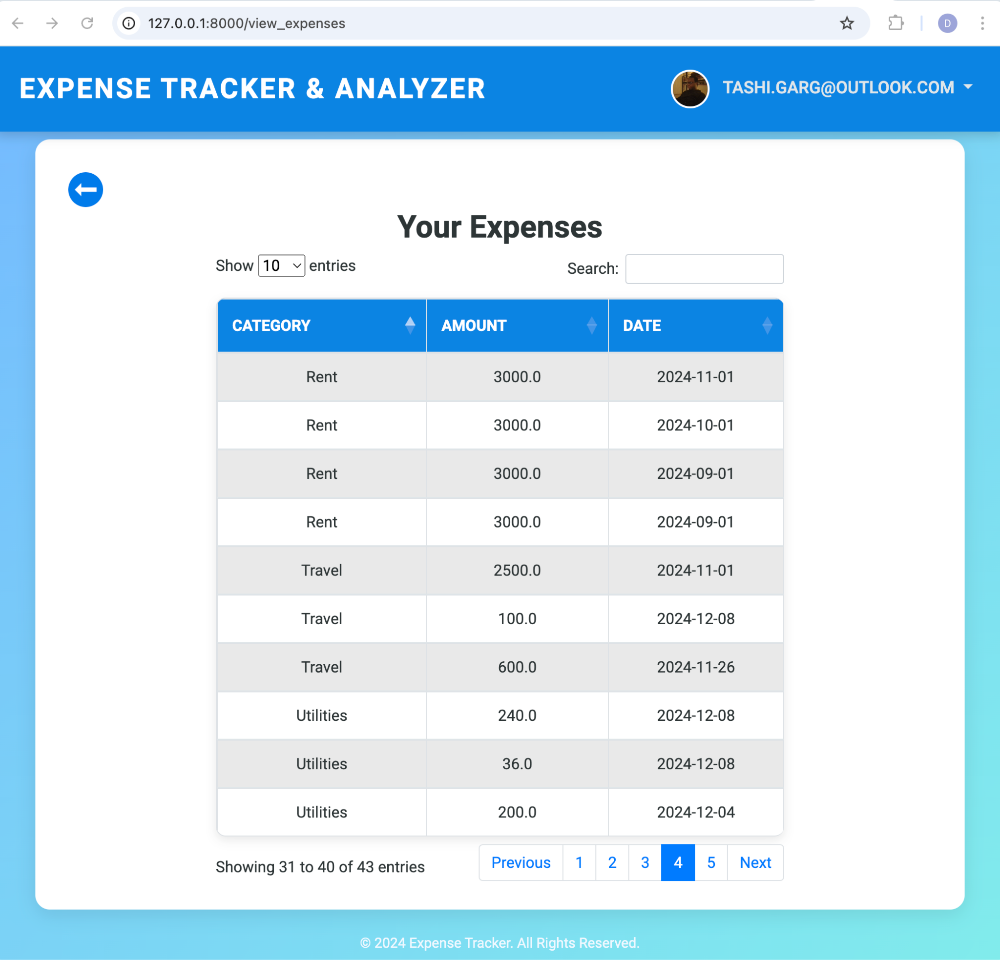 127.0.0.1:8000/view_expenses
D
EXPENSE TRACKER & ANALYZER
TASHI.GARG@OUTLOOK.COM
Your Expenses
Show 10 entries
Search:
CATEGORY AMOUNT DATE
Rent 3000.0 2024-11-01
Rent 3000.0 2024-10-01
Rent 3000.0 2024-09-01
Rent 3000.0 2024-09-01
Travel 2500.0 2024-11-01
Travel 100.0 2024-12-08
Travel 600.0 2024-11-26
Utilities 240.0 2024-12-08
Utilities 36.0 2024-12-08
Utilities 200.0 2024-12-04
Showing 31 to 40 of 43 entries
Previous 1 2 3 4 5 Next
© 2024 Expense Tracker. All Rights Reserved.